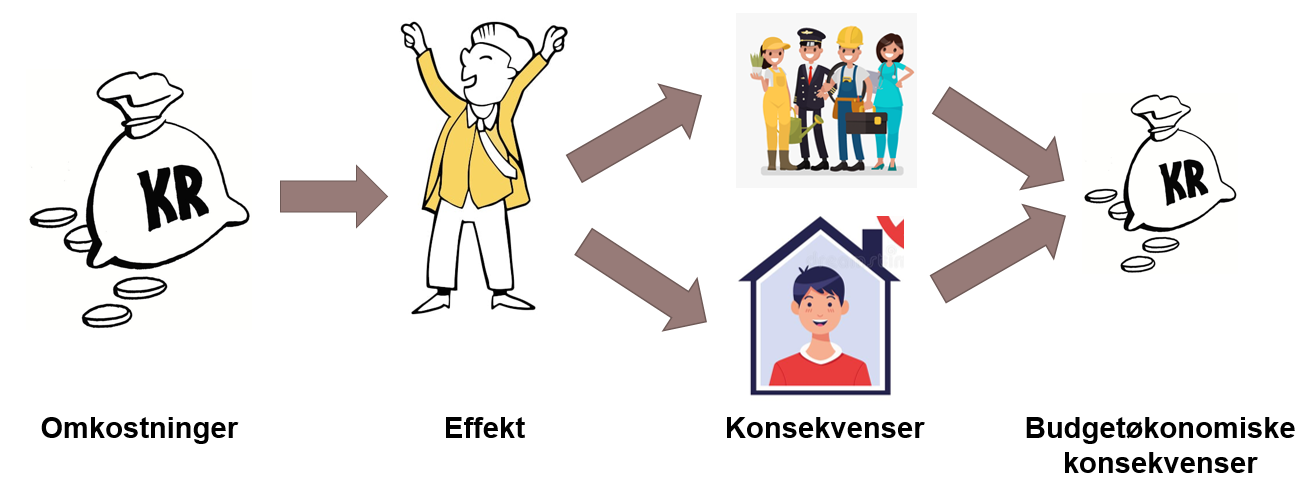 KR
KR
Omkostninger
Effekt
Konsekvenser
Budgetøkonomiske
konsekvenser